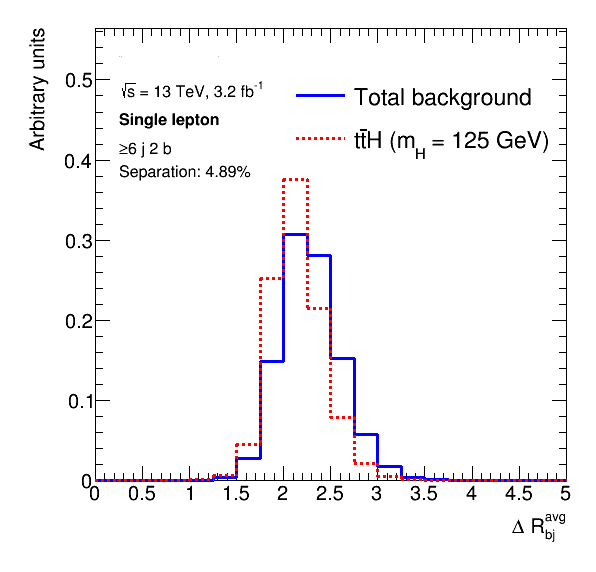 Arbitrary units
0.5
0.4
0.3
0.2
0.1
0
√s = 13 TeV, 3.2 fb⁻¹
Single lepton
≥6 j 2 b
Separation: 4.89%
Total background
tt̄H (m_H = 125 GeV)
0 0.5 1 1.5 2 2.5 3 3.5 4 4.5 5
Δ R_bj^avg